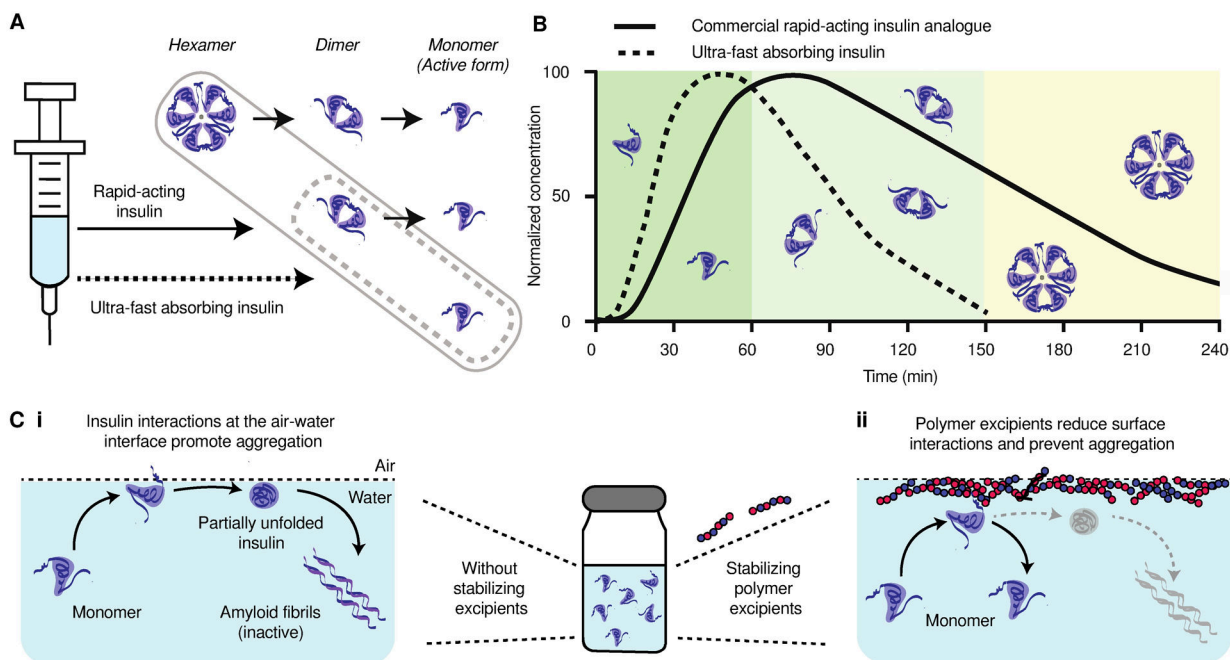 A
Hexamer
Dimer
Monomer
(Active form)
Rapid-acting
insulin
Ultra-fast absorbing insulin
B
Commercial rapid-acting insulin analogue
Ultra-fast absorbing insulin
Normalized concentration
100
50
0
0 30 60 90 120 150 180 210 240
Time (min)
C i
Insulin interactions at the air-water
interface promote aggregation
Air
Water
Partially unfolded
insulin
Monomer
Amyloid fibrils
(inactive)
Without
stabilizing
excipients
Stabilizing
polymer
excipients
ii
Polymer excipients reduce surface
interactions and prevent aggregation
Monomer